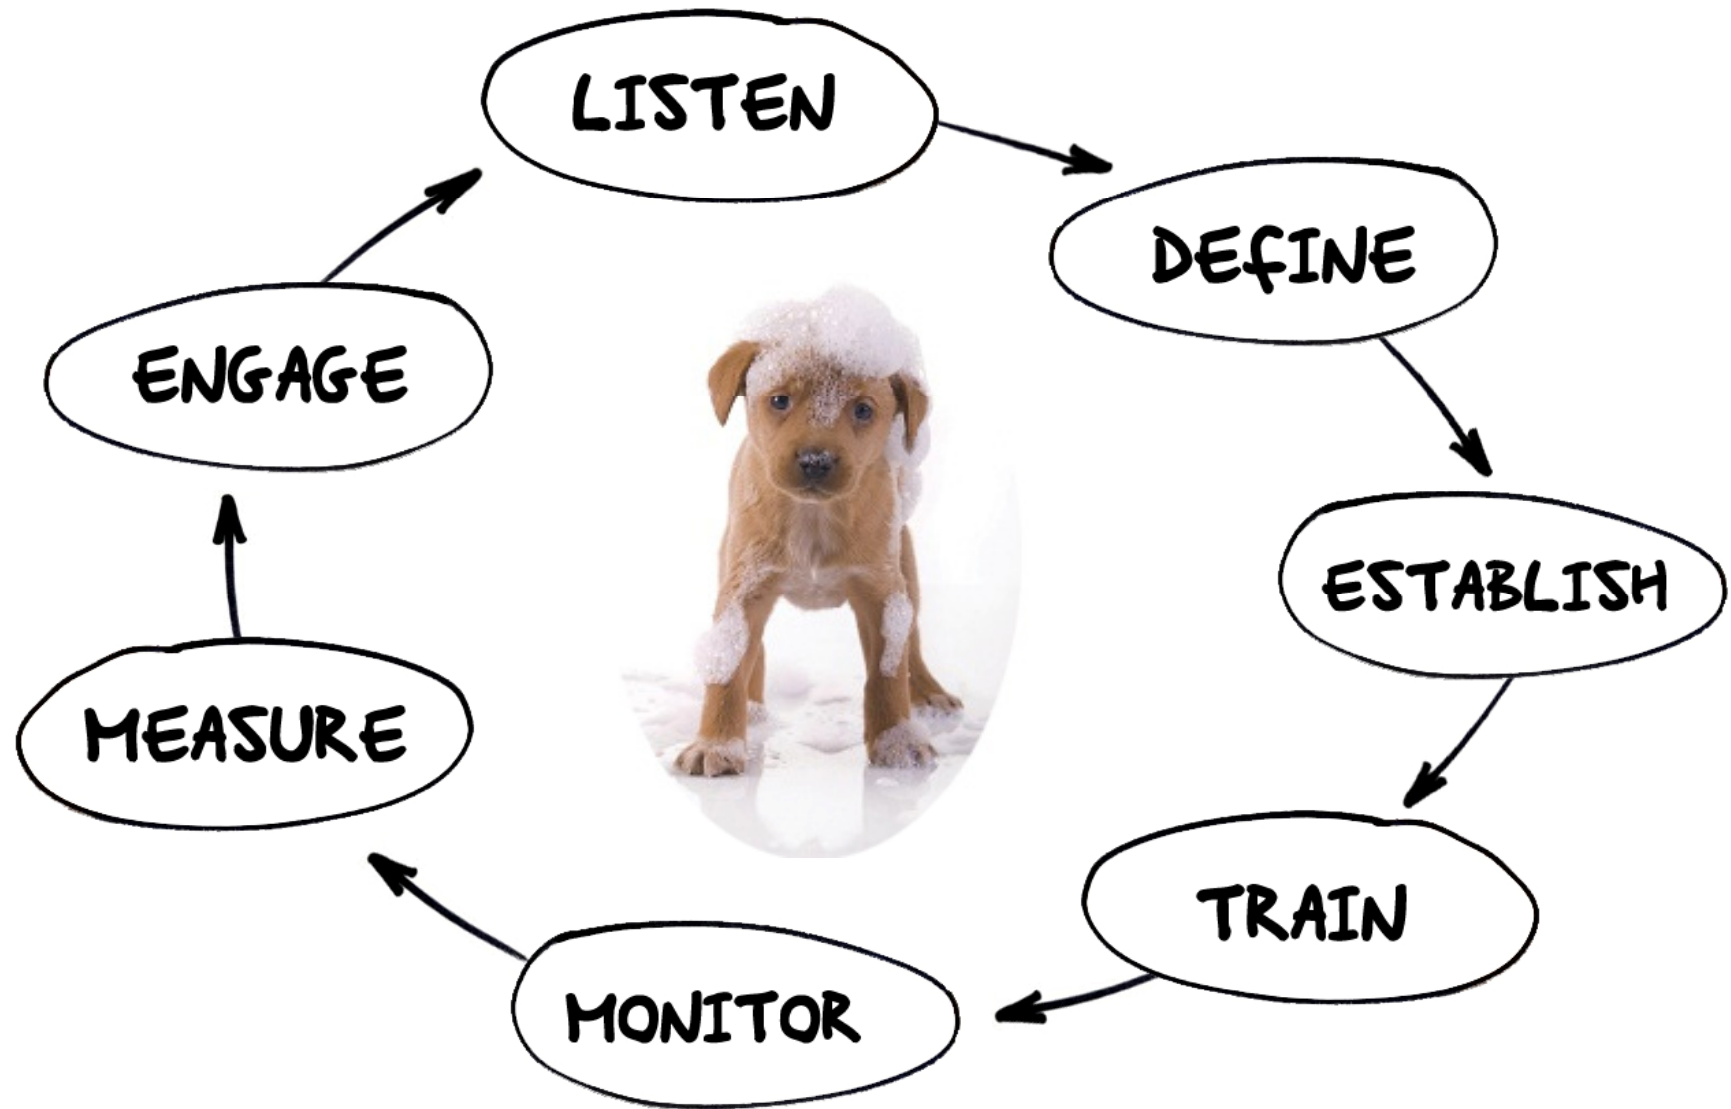 LISTEN
DEFINE
ESTABLISH
TRAIN
MONITOR
MEASURE
ENGAGE